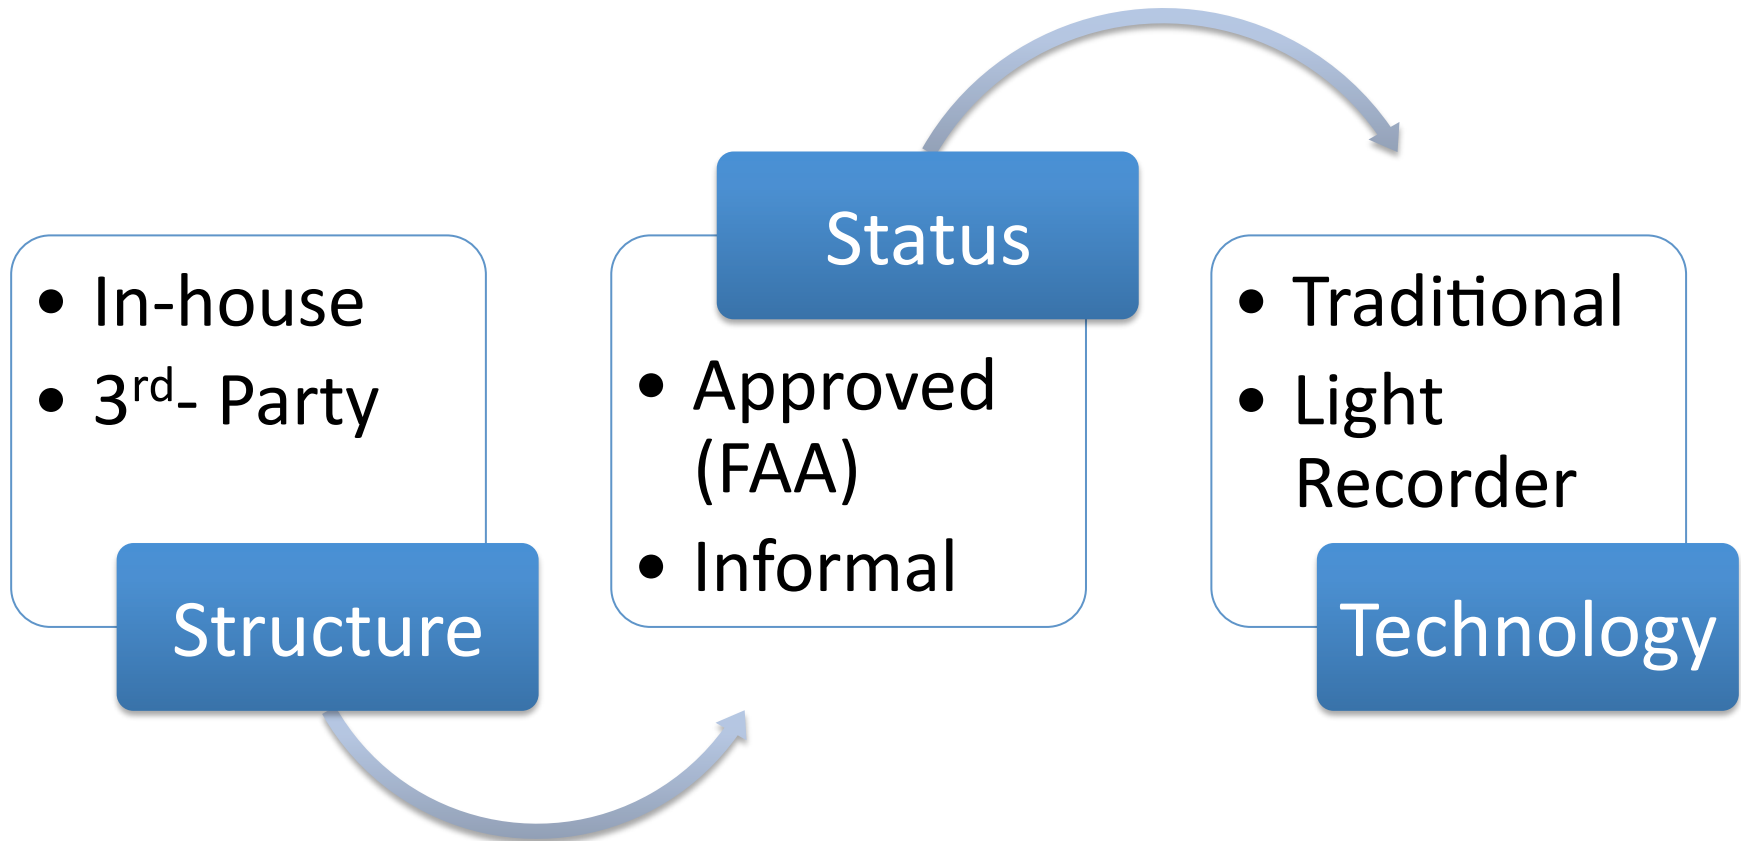 • In-house
• 3rd- Party
Structure
Status
• Approved
(FAA)
• Informal
• Traditional
• Light
Recorder
Technology